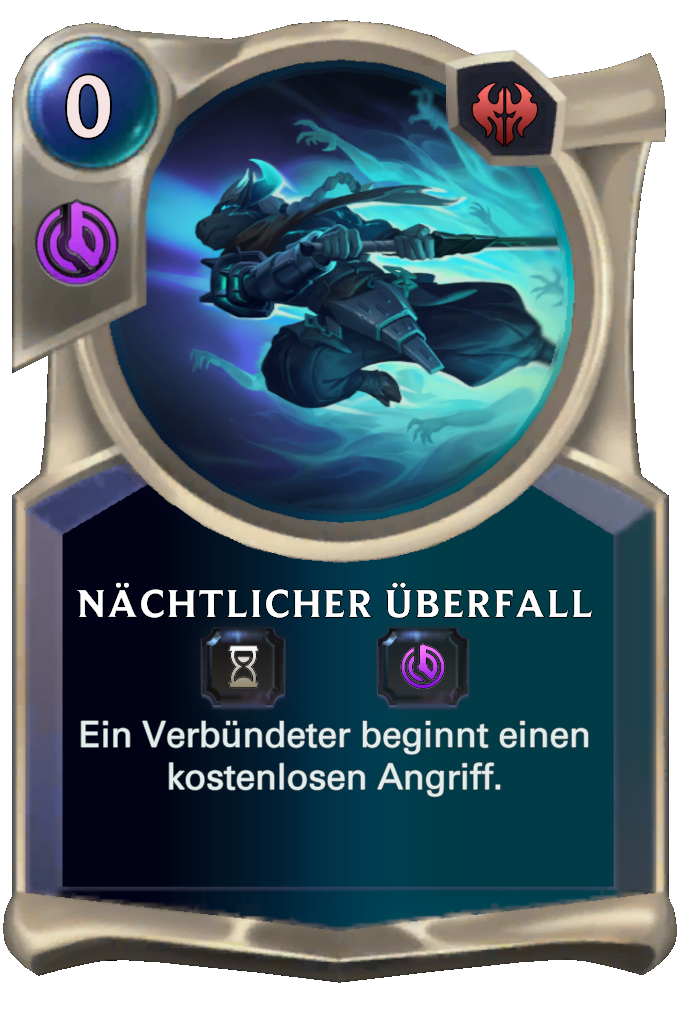 0
NÄCHTLICHER ÜBERFALL
Ein Verbündeter beginnt einen
kostenlosen Angriff.